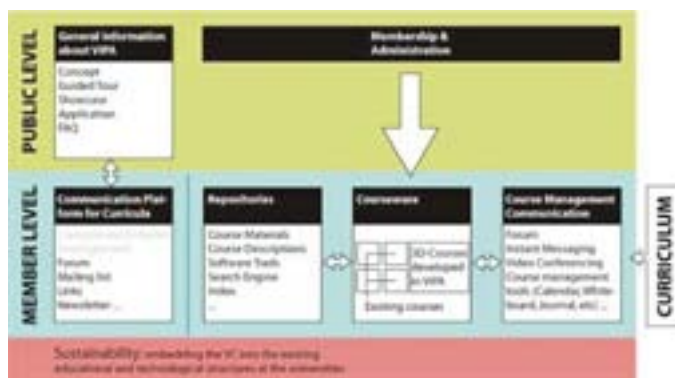 PUBLIC LEVEL
General Information
about VIPA
Concept
Guided Tour
Showcase
Application
FAQ
Membership &
Administration
MEMBER LEVEL
Communication Plat-
form for Curricula
Forum
Mailing list
Links
Newsletter ...
Repositories
Course Materials
Course Descriptions
Software Tools
Search Engine
Index
...
Courseware
3D-Courses
developed
in VIPA
Existing courses
Course Management
Communication
Forum
Instant Messaging
Video Conferencing
Course management
tools (Calendar, White-
board, Journal, etc) ...
CURRICULUM
Sustainability: embedding the VC into the existing
educational and technological structures at the universities